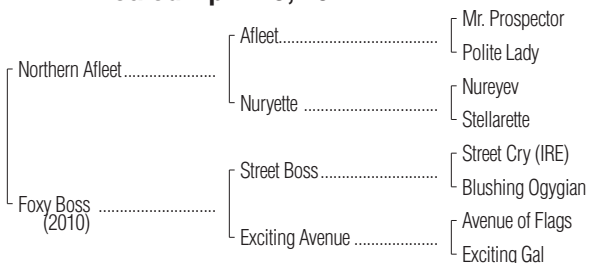 Afleet
Mr. Prospector
Polite Lady
Northern Afleet
Nuryette
Nureyev
Stellarette
Street Boss
Street Cry (IRE)
Blushing Ogygian
Foxy Boss
(2010)
Exciting Avenue
Avenue of Flags
Exciting Gal